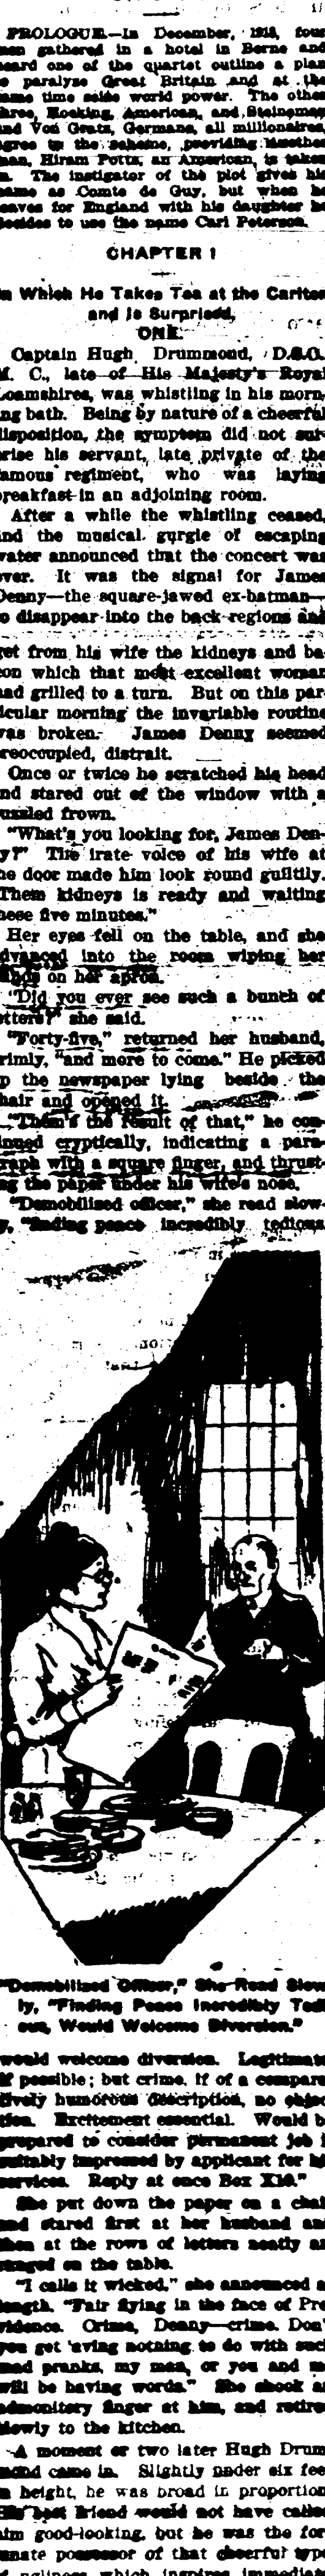 PROLOGUE.—In December, 1918, four
men gathered in a hotel in Berne and
heard one of the quartet outline a plan
to paralyse Great Britain and at the
same time seize world power. The other
three, Hocking, American, and Steineman
and Von Gratz, Germans, all millionaires,
agree to the scheme, providing another
man, Hiram Potts, an American, is taken
in. The instigator of the plot gives his
name as Comte de Guy, but when he
leaves for England with his daughter he
decides to use the name Carl Peterson.
CHAPTER I
In Which He Takes Tea at the Carlton
and Is Surprised.
ONE.
Captain Hugh Drummond, D.S.O.
M. C., late of His Majesty's Royal
Loamshires, was whistling in his morn-
ing bath. Being by nature of a cheerful
disposition, the symptom did not sur-
prise his servant, late private of the
famous regiment, who was laying
breakfast in an adjoining room.
After a while the whistling ceased,
and the musical gurgle of escaping
water announced that the concert was
over. It was the signal for James
Denny—the square-jawed ex-batman—
to disappear into the back regions and
get from his wife the kidneys and ba-
con which that most excellent woman
had grilled to a turn. But on this par-
ticular morning the invariable routine
was broken. James Denny seemed
preoccupied, distrait.
Once or twice he scratched his head
and stared out of the window with a
puzzled frown.
"What's you looking for, James Den-
ny?" The irate voice of his wife at
the door made him look round guiltily.
"Them kidneys is ready and waiting
these five minutes."
Her eyes fell on the table, and she
advanced into the room wiping her
hands on her apron.
"Did you ever see such a bunch of
letters?" she said.
"Forty-five," returned her husband,
grimly, "and more to come." He picked
up the newspaper lying beside the
chair and opened it.
"Them's the result of that," he con-
tinued cryptically, indicating a para-
graph with a square finger, and thrust-
ing the paper under his wife's nose.
"Demobilised officer," she read slow-
ly, "finding peace incredibly tedious
"Demobilized Officer," She Read Slow-
ly, "Finding Peace Incredibly Tedi-
ous, Would Welcome Diversion."
would welcome diversion. Legitimate
if possible; but crime, if of a compara-
tively humorous description, no objec-
tion. Excitement essential. Would be
prepared to consider permanent job if
suitably impressed by applicant for his
services. Reply at once Box X10."
She put down the paper on a chair
and stared first at her husband and
then at the rows of letters neatly ar-
ranged on the table.
"I calls it wicked," she announced at
length. "Fair flying in the face of Pro-
vidence. Crime, Denny—crime. Don't
you get 'aving nothing to do with such
mad pranks, my man, or you and me
will be having words." She shook an
admonitory finger at him, and retired
slowly to the kitchen.
A moment or two later Hugh Drum-
mond came in. Slightly under six feet
in height, he was broad in proportion.
His best friend would not have called
him good-looking, but he was the for-
tunate possessor of that cheerful type
of ugliness which inspires immediate